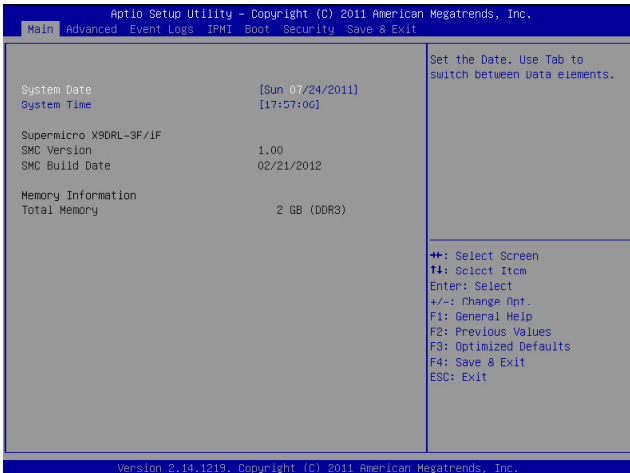 Aptio Setup Utility – Copyright (C) 2011 American Megatrends, Inc.
Main Advanced Event Logs IPMI Boot Security Save & Exit
Set the Date. Use Tab to
switch between Data elements.
System Date [Sun 07/24/2011]
System Time [17:57:06]
Supermicro X9DRL-3F/iF
SMC Version 1.00
SMC Build Date 02/21/2012
Memory Information
Total Memory 2 GB (DDR3)
→←: Select Screen
↑↓: Select Item
Enter: Select
+/-: Change Opt.
F1: General Help
F2: Previous Values
F3: Optimized Defaults
F4: Save & Exit
ESC: Exit
Version 2.14.1219. Copyright (C) 2011 American Megatrends, Inc.